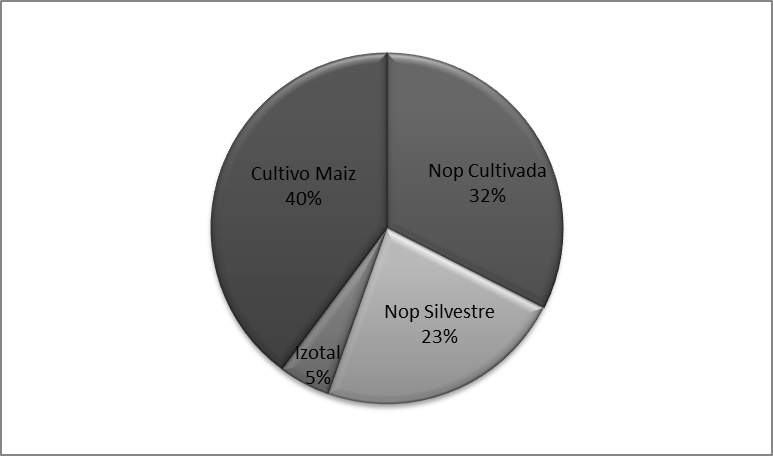 Cultivo Maiz
40%
Nop Cultivada
32%
Nop Silvestre
23%
Izotal
5%